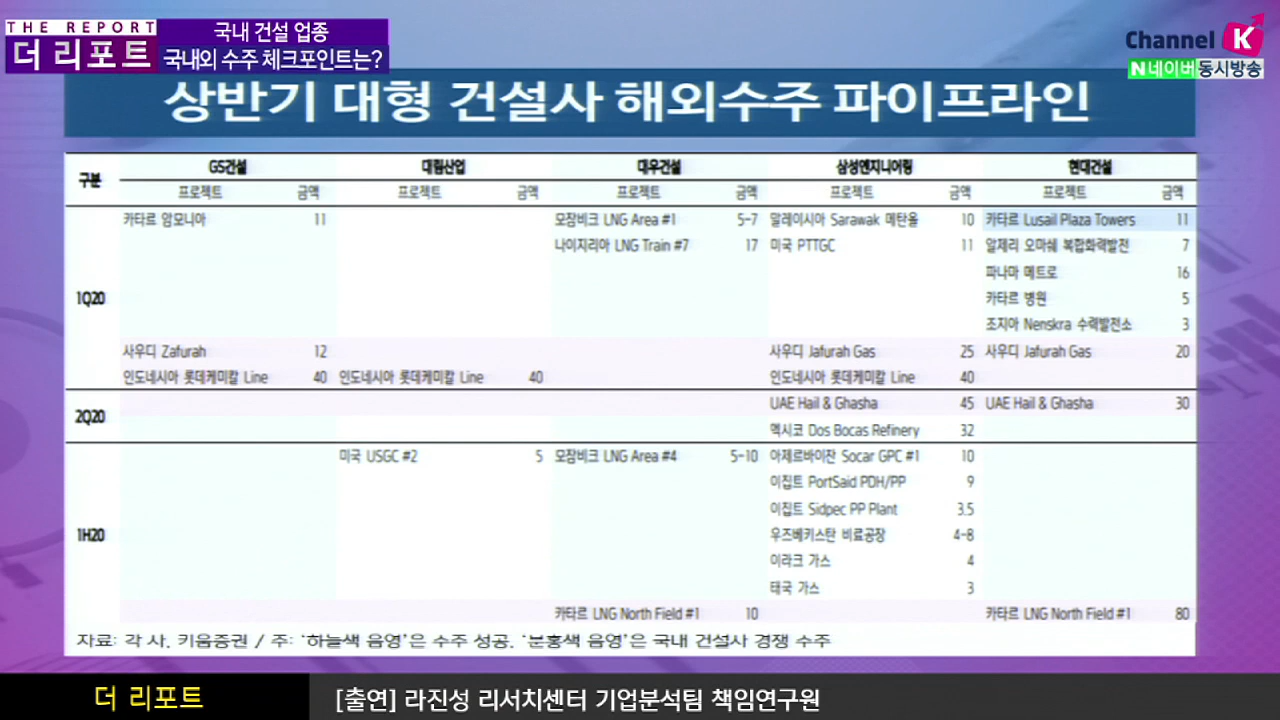 THE REPORT
더 리포트
국내 건설 업종
국내외 수주 체크포인트는?
Channel K
N 네이버 동시방송
상반기 대형 건설사 해외수주 파이프라인
구분 GS건설 대림산업 대우건설 삼성엔지니어링 현대건설
프로젝트 금액 프로젝트 금액 프로젝트 금액 프로젝트 금액 프로젝트 금액
카타르 암모니아 11 모잠비크 LNG Area #1 5-7 말레이시아 Sarawak 메탄올 10 카타르 Lusail Plaza Towers 11
나이지리아 LNG Train #7 17 미국 PTTGC 11 알제리 오마쉐 복합화력발전 7
파나마 메트로 16
1Q20 카타르 병원 5
조지아 Nenskra 수력발전소 3
사우디 Zafurah 12 사우디 Jafurah Gas 25 사우디 Jafurah Gas 20
인도네시아 롯데케미칼 Line 40 인도네시아 롯데케미칼 Line 40 인도네시아 롯데케미칼 Line 40
2Q20 UAE Hail & Ghasha 45 UAE Hail & Ghasha 30
멕시코 Dos Bocas Refinery 32
미국 USGC #2 5 모잠비크 LNG Area #4 5-10 아제르바이잔 Socar GPC #1 10
이집트 PortSaid PDH/PP 9
이집트 Sidpec PP Plant 3.5
1H20 우즈베키스탄 비료공장 4-8
이라크 가스 4
태국 가스 3
카타르 LNG North Field #1 10 카타르 LNG North Field #1 80
자료: 각 사, 키움증권 / 주: '하늘색 음영'은 수주 성공, '분홍색 음영'은 국내 건설사 경쟁 수주
더 리포트
[출연] 라진성 리서치센터 기업분석팀 책임연구원